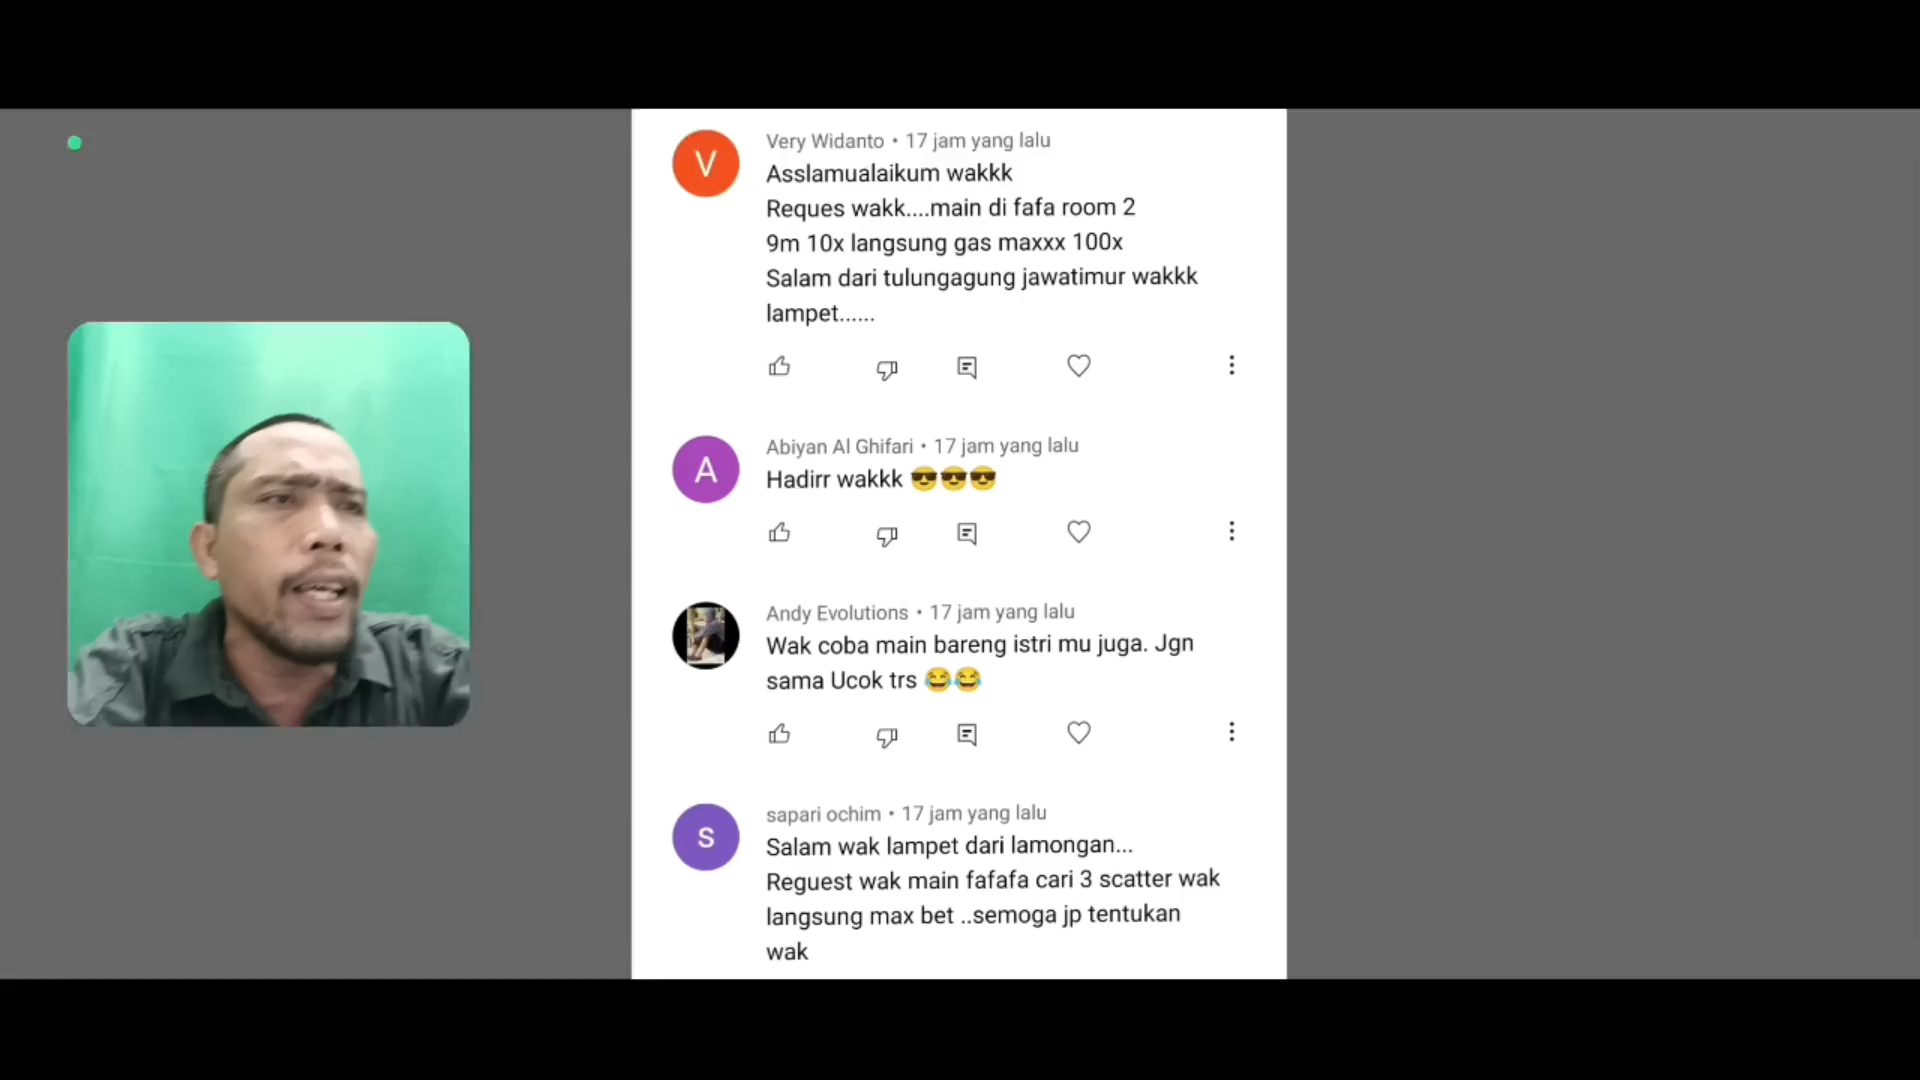 V
Very Widanto • 17 jam yang lalu
Asslamualaikum wakkk
Reques wakk....main di fafa room 2
9m 10x langsung gas maxxx 100x
Salam dari tulungagung jawatimur wakkk
lampet......
A
Abiyan Al Ghifari • 17 jam yang lalu
Hadirr wakkk 😎😎😎
Andy Evolutions • 17 jam yang lalu
Wak coba main bareng istri mu juga. Jgn
sama Ucok trs 😂😂
s
sapari ochim • 17 jam yang lalu
Salam wak lampet dari lamongan...
Reguest wak main fafafa cari 3 scatter wak
langsung max bet ..semoga jp tentukan
wak